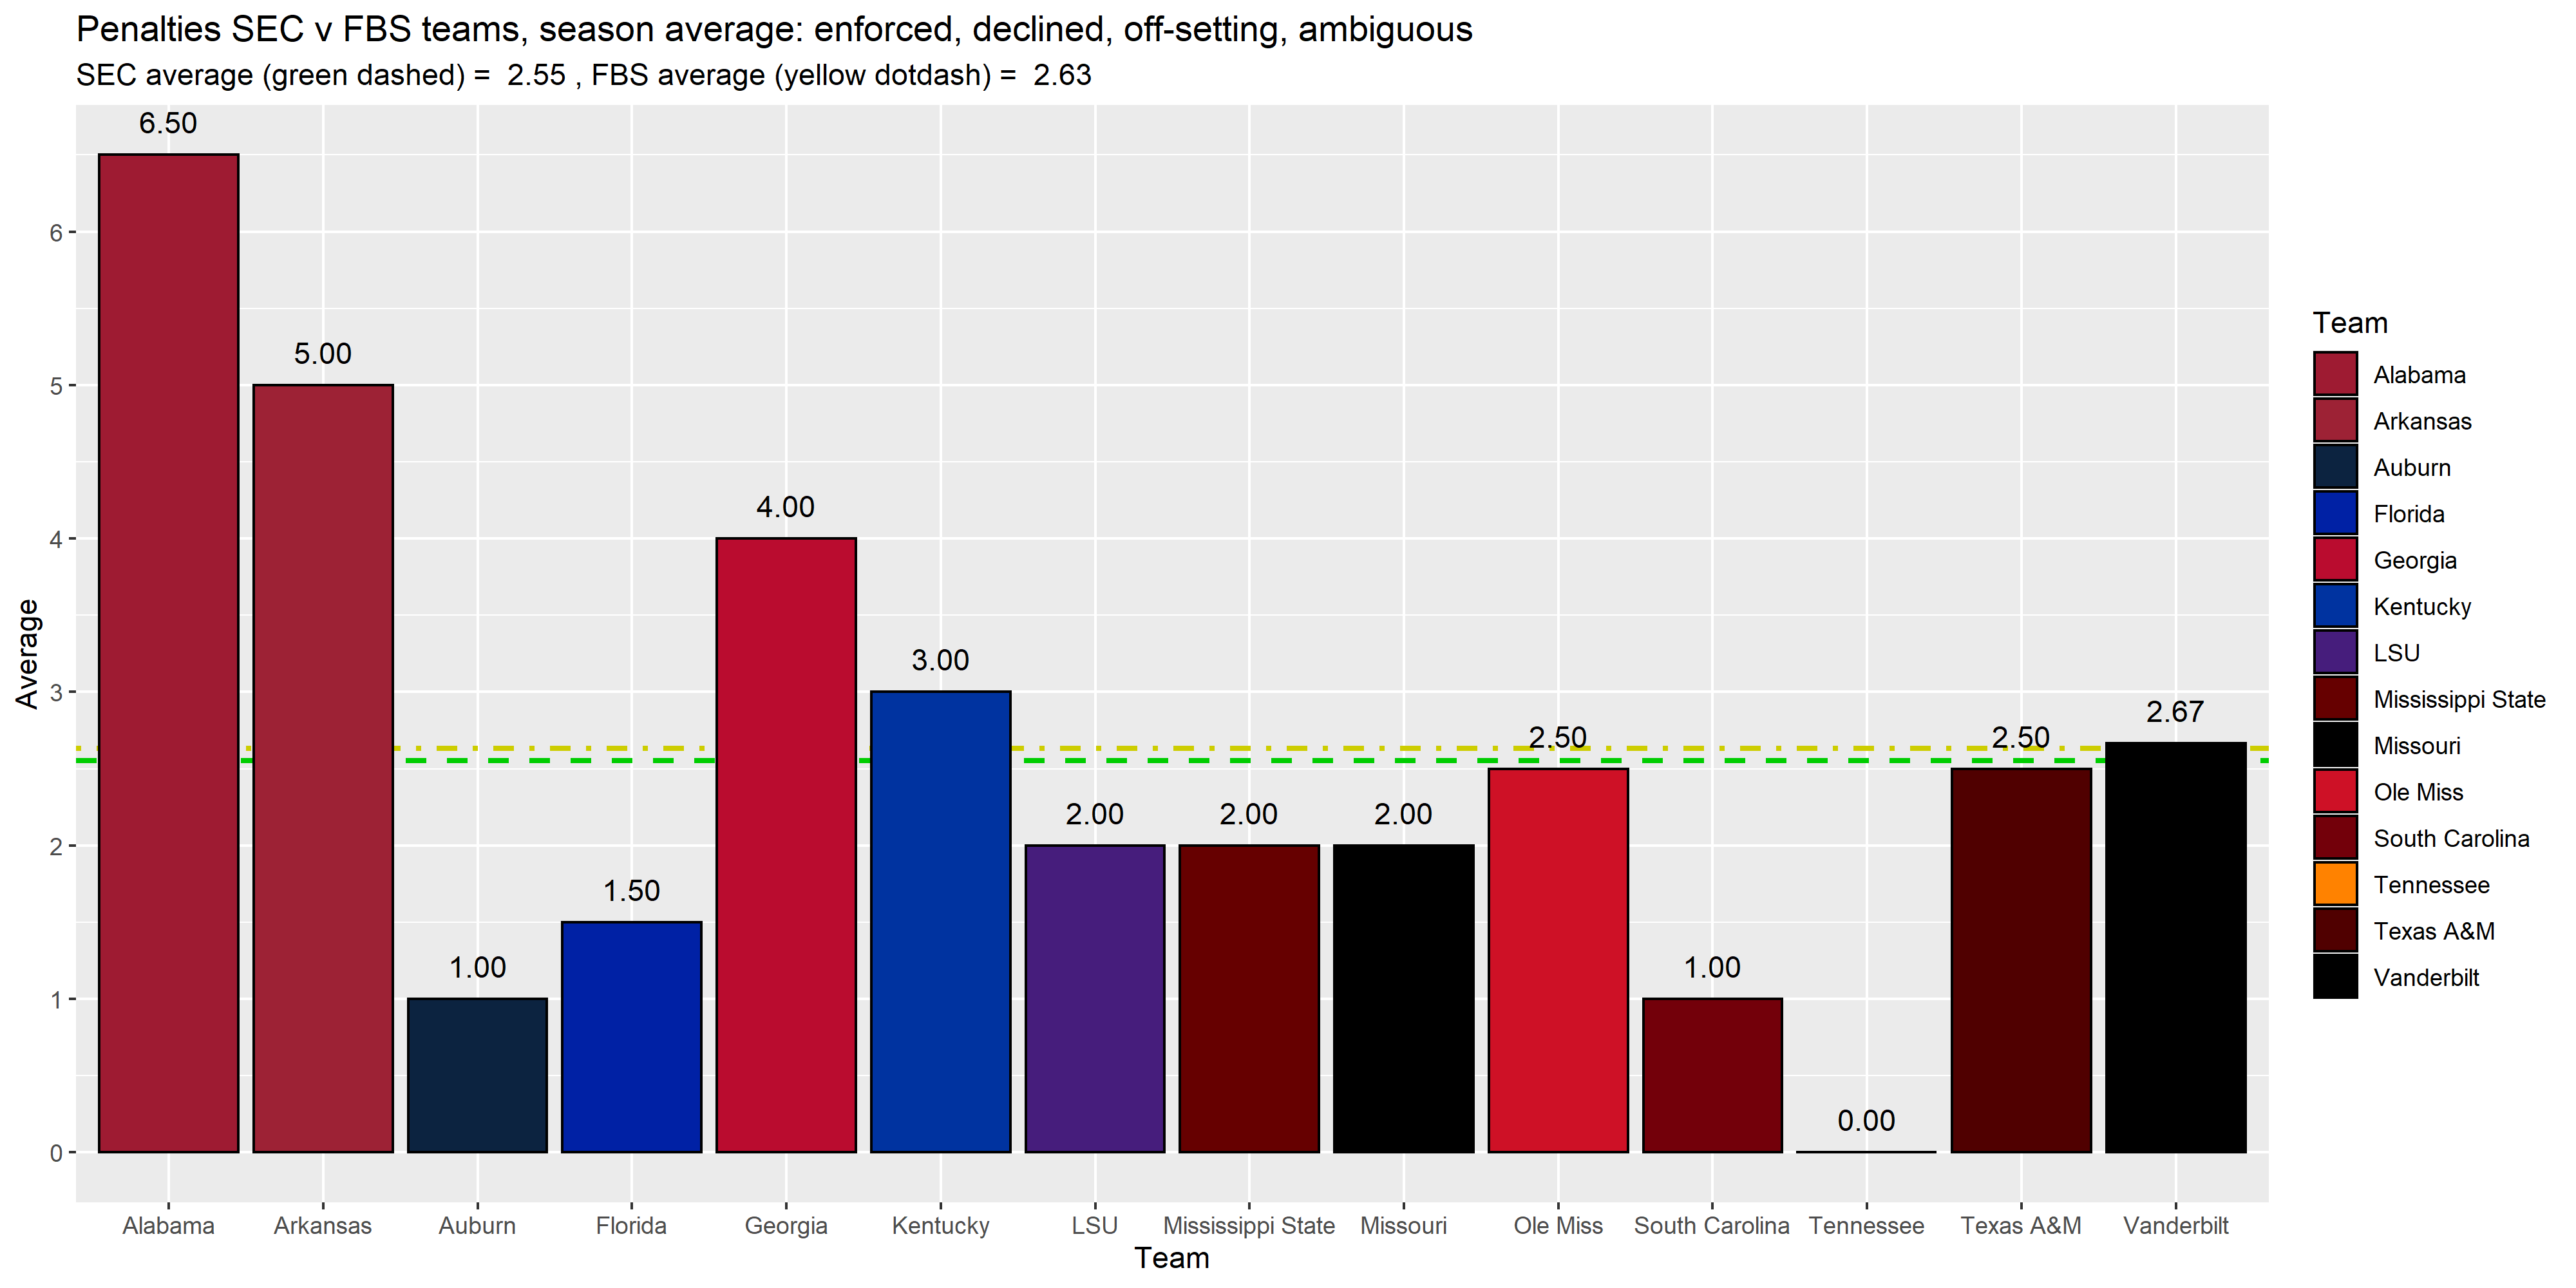 Penalties SEC v FBS teams, season average: enforced, declined, off-setting, ambiguous
SEC average (green dashed) =  2.55 , FBS average (yellow dotdash) =  2.63
Average
6
5
4
3
2
1
0
6.50
5.00
1.00
1.50
4.00
3.00
2.00
2.00
2.00
2.50
1.00
0.00
2.50
2.67
Alabama
Arkansas
Auburn
Florida
Georgia
Kentucky
LSU
Mississippi State
Missouri
Ole Miss
South Carolina
Tennessee
Texas A&M
Vanderbilt
Team
Team
Alabama
Arkansas
Auburn
Florida
Georgia
Kentucky
LSU
Mississippi State
Missouri
Ole Miss
South Carolina
Tennessee
Texas A&M
Vanderbilt